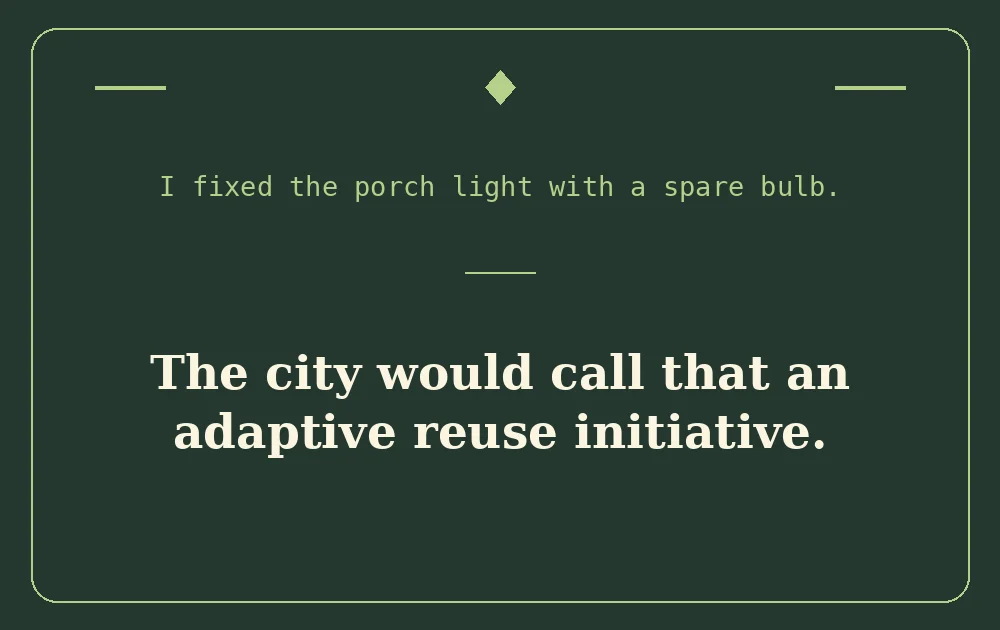 I fixed the porch light with a spare bulb.
The city would call that an
adaptive reuse initiative.